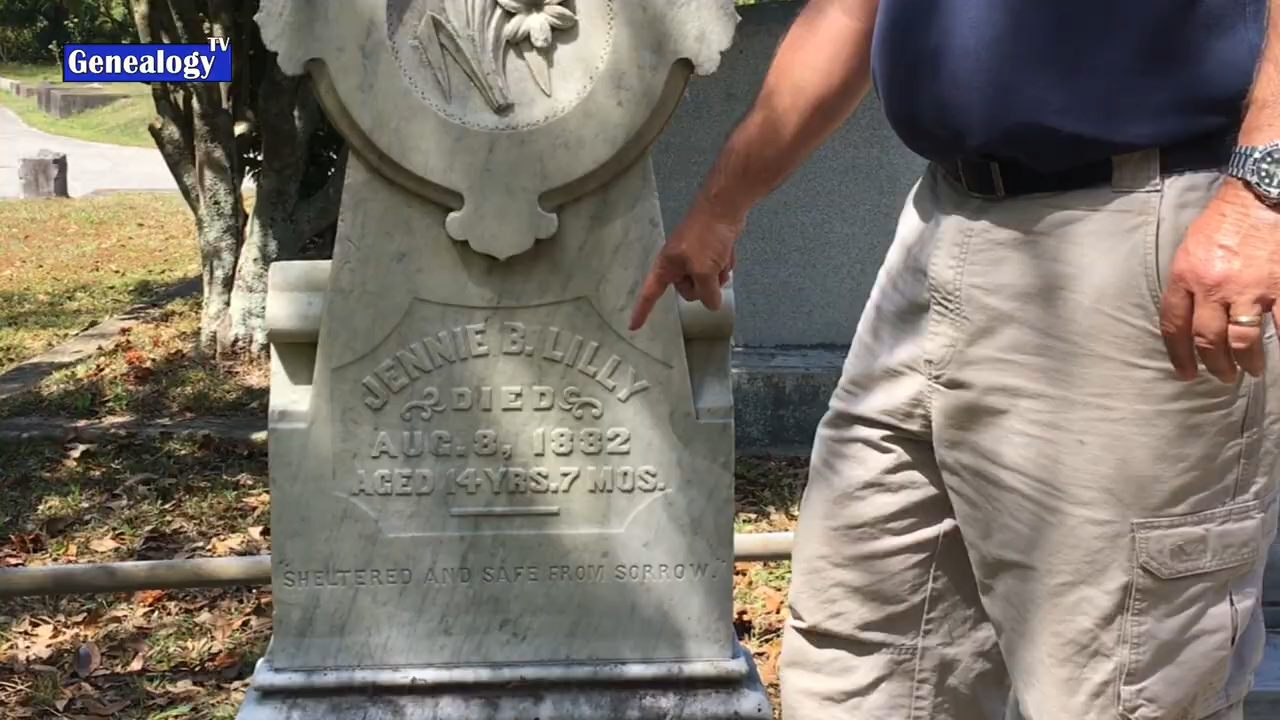 Genealogy TV
JENNIE B. LILLY
DIED
AUG. 8, 1882
AGED 14 YRS. 7 MOS.
SHELTERED AND SAFE FROM SORROW.